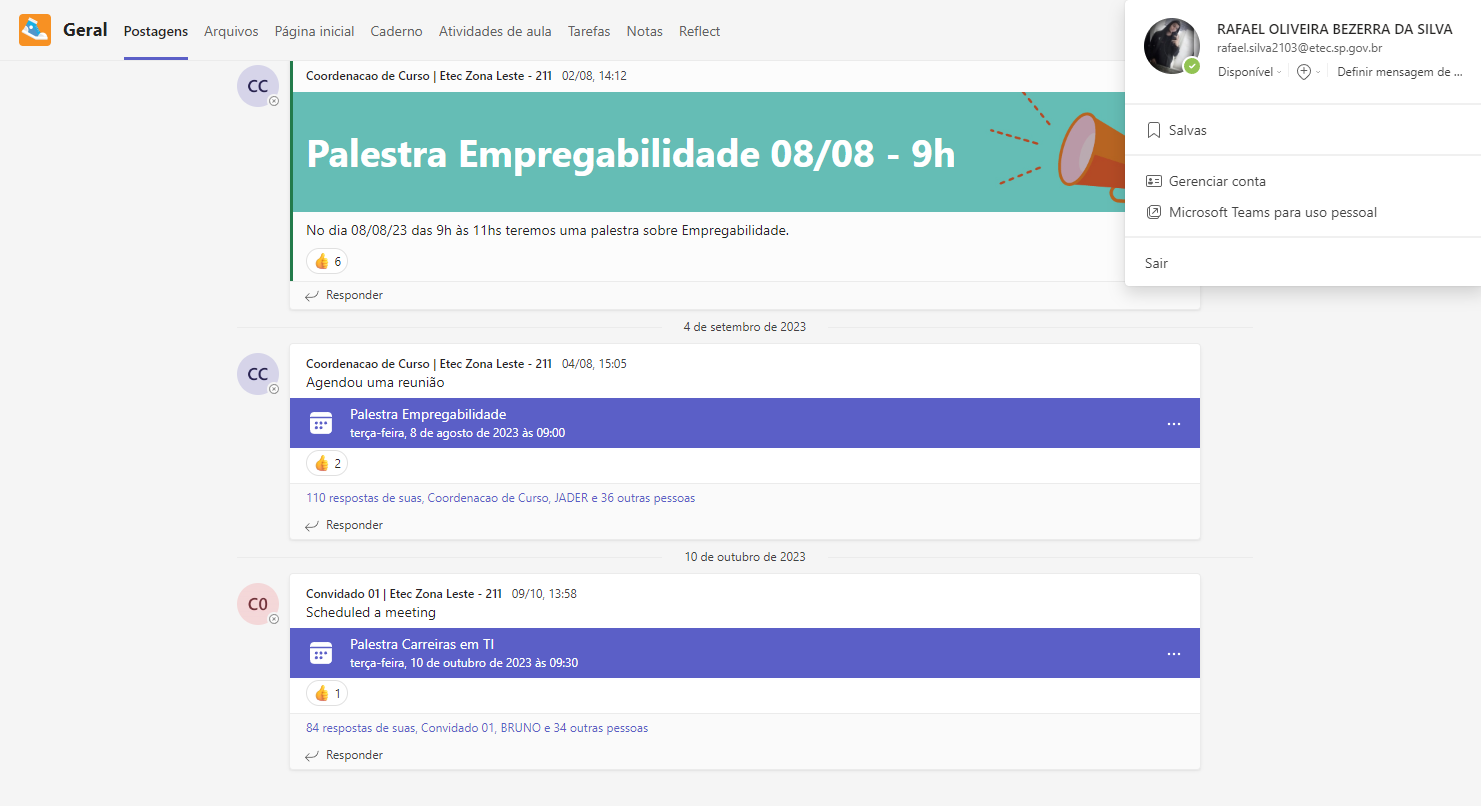 Geral
Postagens
Arquivos
Página inicial
Caderno
Atividades de aula
Tarefas
Notas
Reflect
RAFAEL OLIVEIRA BEZERRA DA SILVA
rafael.silva2103@etec.sp.gov.br
Disponível
Definir mensagem de ...
Salvas
Gerenciar conta
Microsoft Teams para uso pessoal
Sair
CC
Coordenacao de Curso | Etec Zona Leste - 211 02/08, 14:12
Palestra Empregabilidade 08/08 - 9h
No dia 08/08/23 das 9h às 11hs teremos uma palestra sobre Empregabilidade.
6
Responder
4 de setembro de 2023
CC
Coordenacao de Curso | Etec Zona Leste - 211 04/08, 15:05
Agendou uma reunião
Palestra Empregabilidade
terça-feira, 8 de agosto de 2023 às 09:00
2
110 respostas de suas, Coordenacao de Curso, JADER e 36 outras pessoas
Responder
10 de outubro de 2023
C0
Convidado 01 | Etec Zona Leste - 211 09/10, 13:58
Scheduled a meeting
Palestra Carreiras em TI
terça-feira, 10 de outubro de 2023 às 09:30
1
84 respostas de suas, Convidado 01, BRUNO e 34 outras pessoas
Responder